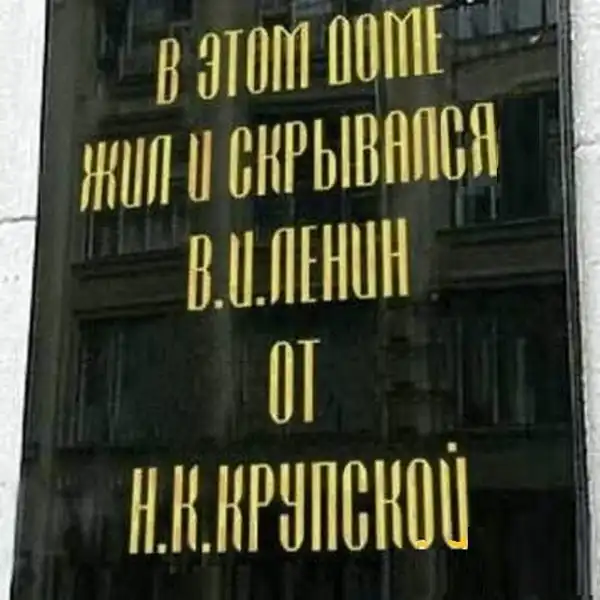 В ЭТОМ ДОМЕ
ЖИЛ И СКРЫВАЛСЯ
В.И.ЛЕНИН
ОТ
Н.К.КРУПСКОЙ